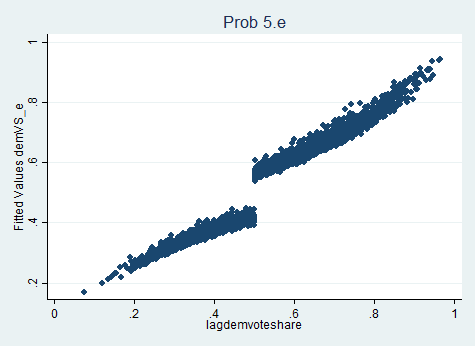 Prob 5.e
Fitted Values demVS_e
1
.8
.6
.4
.2
0 .2 .4 .6 .8 1
lagdemvoteshare